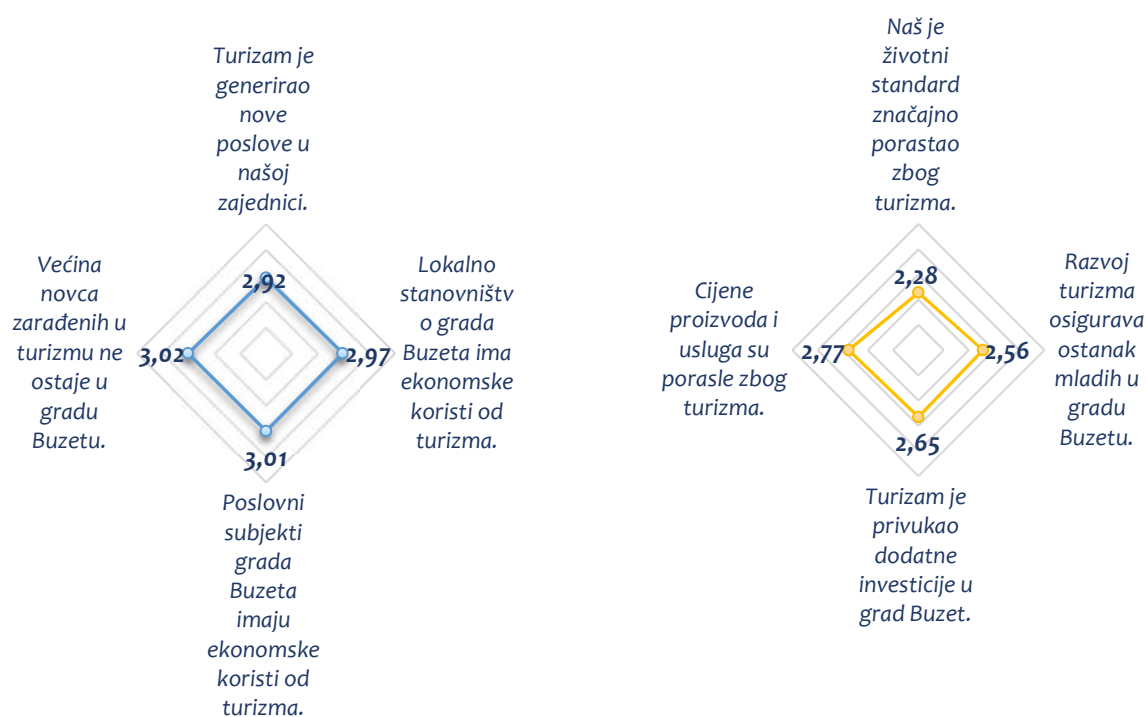 Turizam je
generirao
nove
poslove u
našoj
zajednici.
2,92
Većina
novca
zarađenih u
turizmu ne
ostaje u
gradu
Buzetu.
3,02
2,97
Lokalno
stanovništv
o grada
Buzeta ima
ekonomske
koristi od
turizma.
3,01
Poslovni
subjekti
grada
Buzeta
imaju
ekonomske
koristi od
turizma.
Naš je
životni
standard
značajno
porastao
zbog
turizma.
2,28
Cijene
proizvoda i
usluga su
porasle zbog
turizma.
2,77
2,56
Razvoj
turizma
osigurava
ostanak
mladih u
gradu
Buzetu.
2,65
Turizam je
privukao
dodatne
investicije u
grad Buzet.